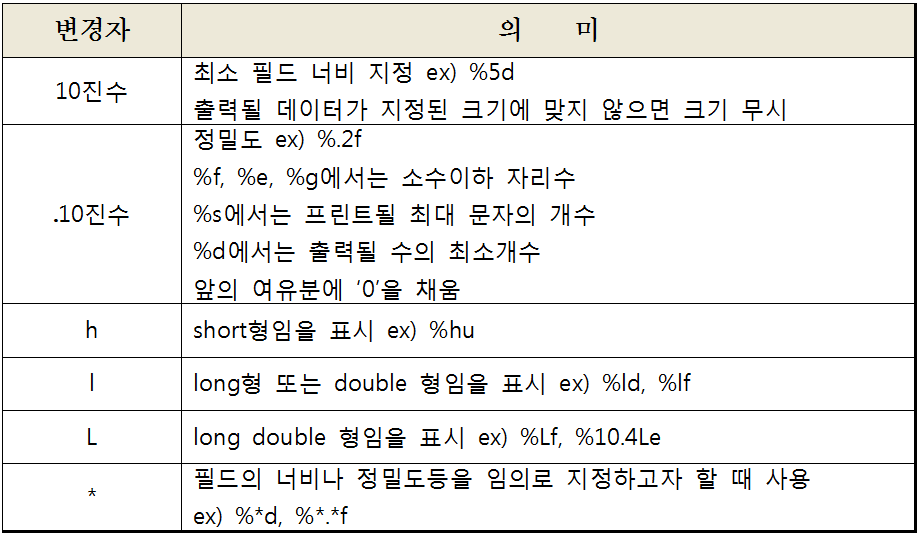 변경자
의 미
10진수
최소 필드 너비 지정 ex) %5d
출력될 데이터가 지정된 크기에 맞지 않으면 크기 무시
.10진수
정밀도 ex) %.2f
%f, %e, %g에서는 소수이하 자리수
%s에서는 프린트될 최대 문자의 개수
%d에서는 출력될 수의 최소개수
앞의 여유분에 ‘0’을 채움
h
short형임을 표시 ex) %hu
l
long형 또는 double 형임을 표시 ex) %ld, %lf
L
long double 형임을 표시 ex) %Lf, %10.4Le
*
필드의 너비나 정밀도등을 임의로 지정하고자 할 때 사용
ex) %*d, %*.*f